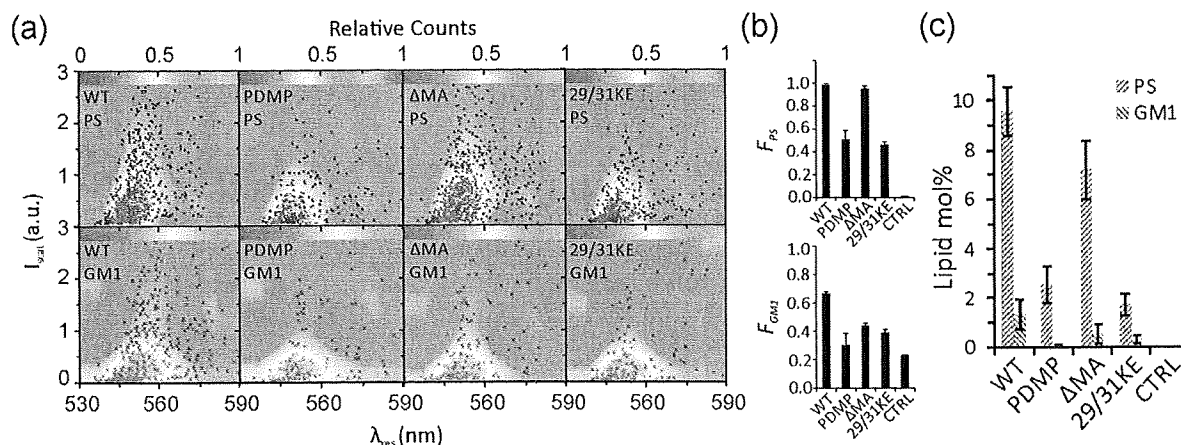 (a)
Relative Counts
0 0.5 1 0.5 1 0.5 1 0.5 1
3
2
1
3
2
1
0
I scat (a.u.)
WT
PS
PDMP
PS
ΔMA
PS
29/31KE
PS
WT
GM1
PDMP
GM1
ΔMA
GM1
29/31KE
GM1
530 560 590 560 590 560 590 560 590
λres (nm)
(b)
FPS
1.0
0.8
0.6
0.4
0.2
0.0
WT
PDMP
ΔMA
29/31KE
CTRL
FGM1
1.0
0.8
0.6
0.4
0.2
0.0
WT
PDMP
ΔMA
29/31KE
CTRL
(c)
PS
GM1
Lipid mol%
10
8
6
4
2
0
WT
PDMP
ΔMA
29/31KE
CTRL